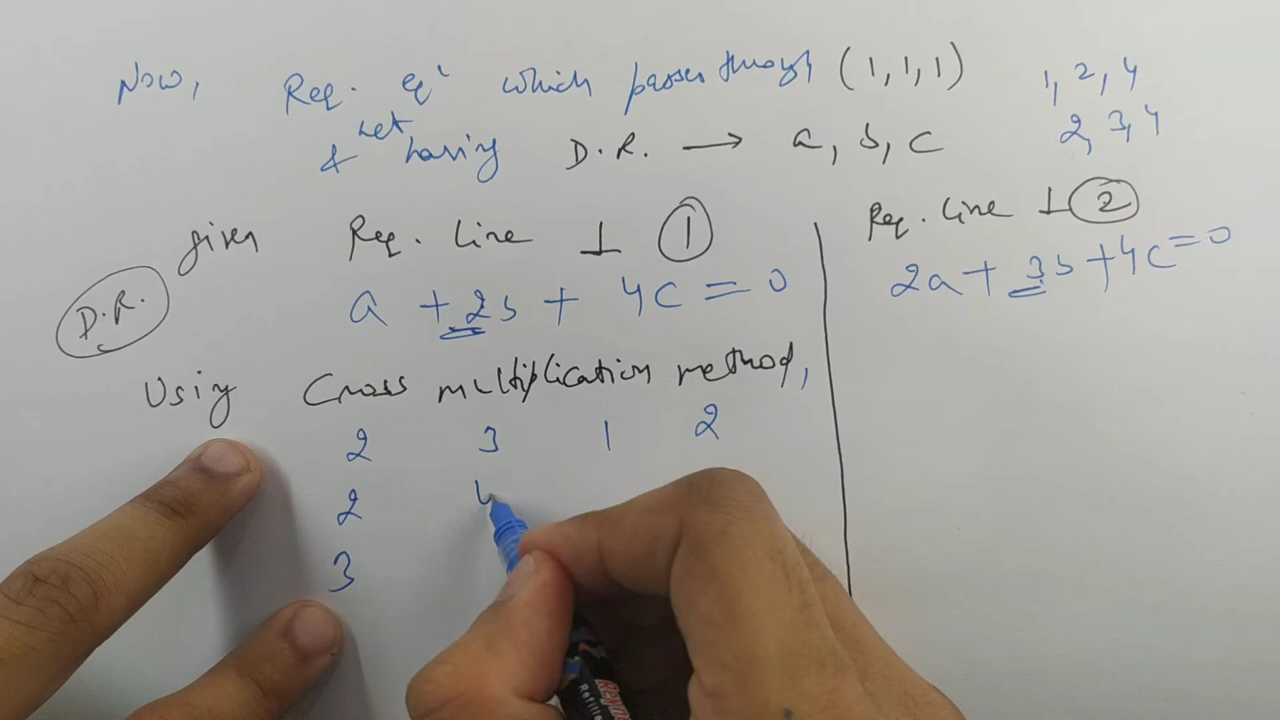 Now, Req. eqⁿ which passes through (1,1,1)
1, 2, 4
& let having D.R. → a, b, c
2, 3, 4
given Req. line ⊥ ①
Req. line ⊥ ②
D.R.
a + 2b + 4c = 0
2a + 3b + 4c = 0
Using Cross multiplication method,
2 3 1 2
2 4
3